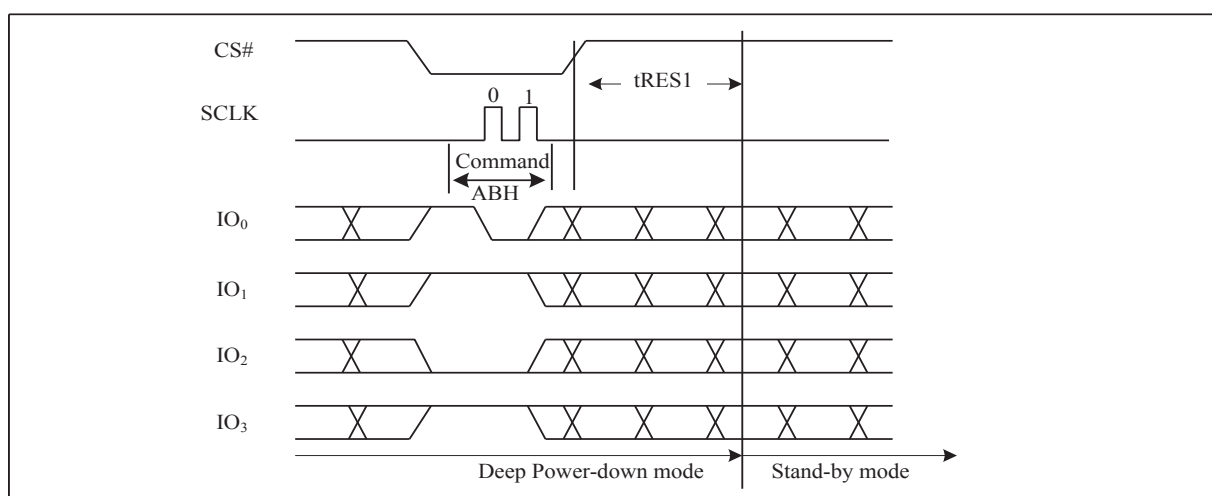 CS#
tRES1
0 1
SCLK
Command
ABH
IO0
IO1
IO2
IO3
Deep Power-down mode Stand-by mode